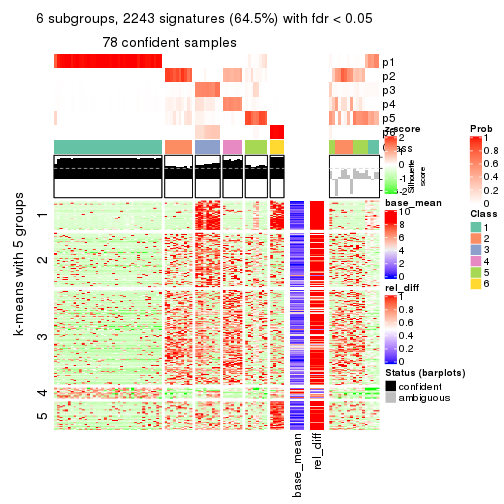 6 subgroups, 2243 signatures (64.5%) with fdr < 0.05
78 confident samples
p1
p2
p3
p4
p5
p6
Class
z-score
2
1
0
-1
-2
Silhouette
score
Prob
1
0.8
0.6
0.4
0.2
0
base_mean
10
8
6
4
2
0
Class
1
2
3
4
5
6
rel_diff
1
0.8
0.6
0.4
0.2
0
Status (barplots)
confident
ambiguous
k-means with 5 groups
1
2
3
4
5
base_mean
rel_diff